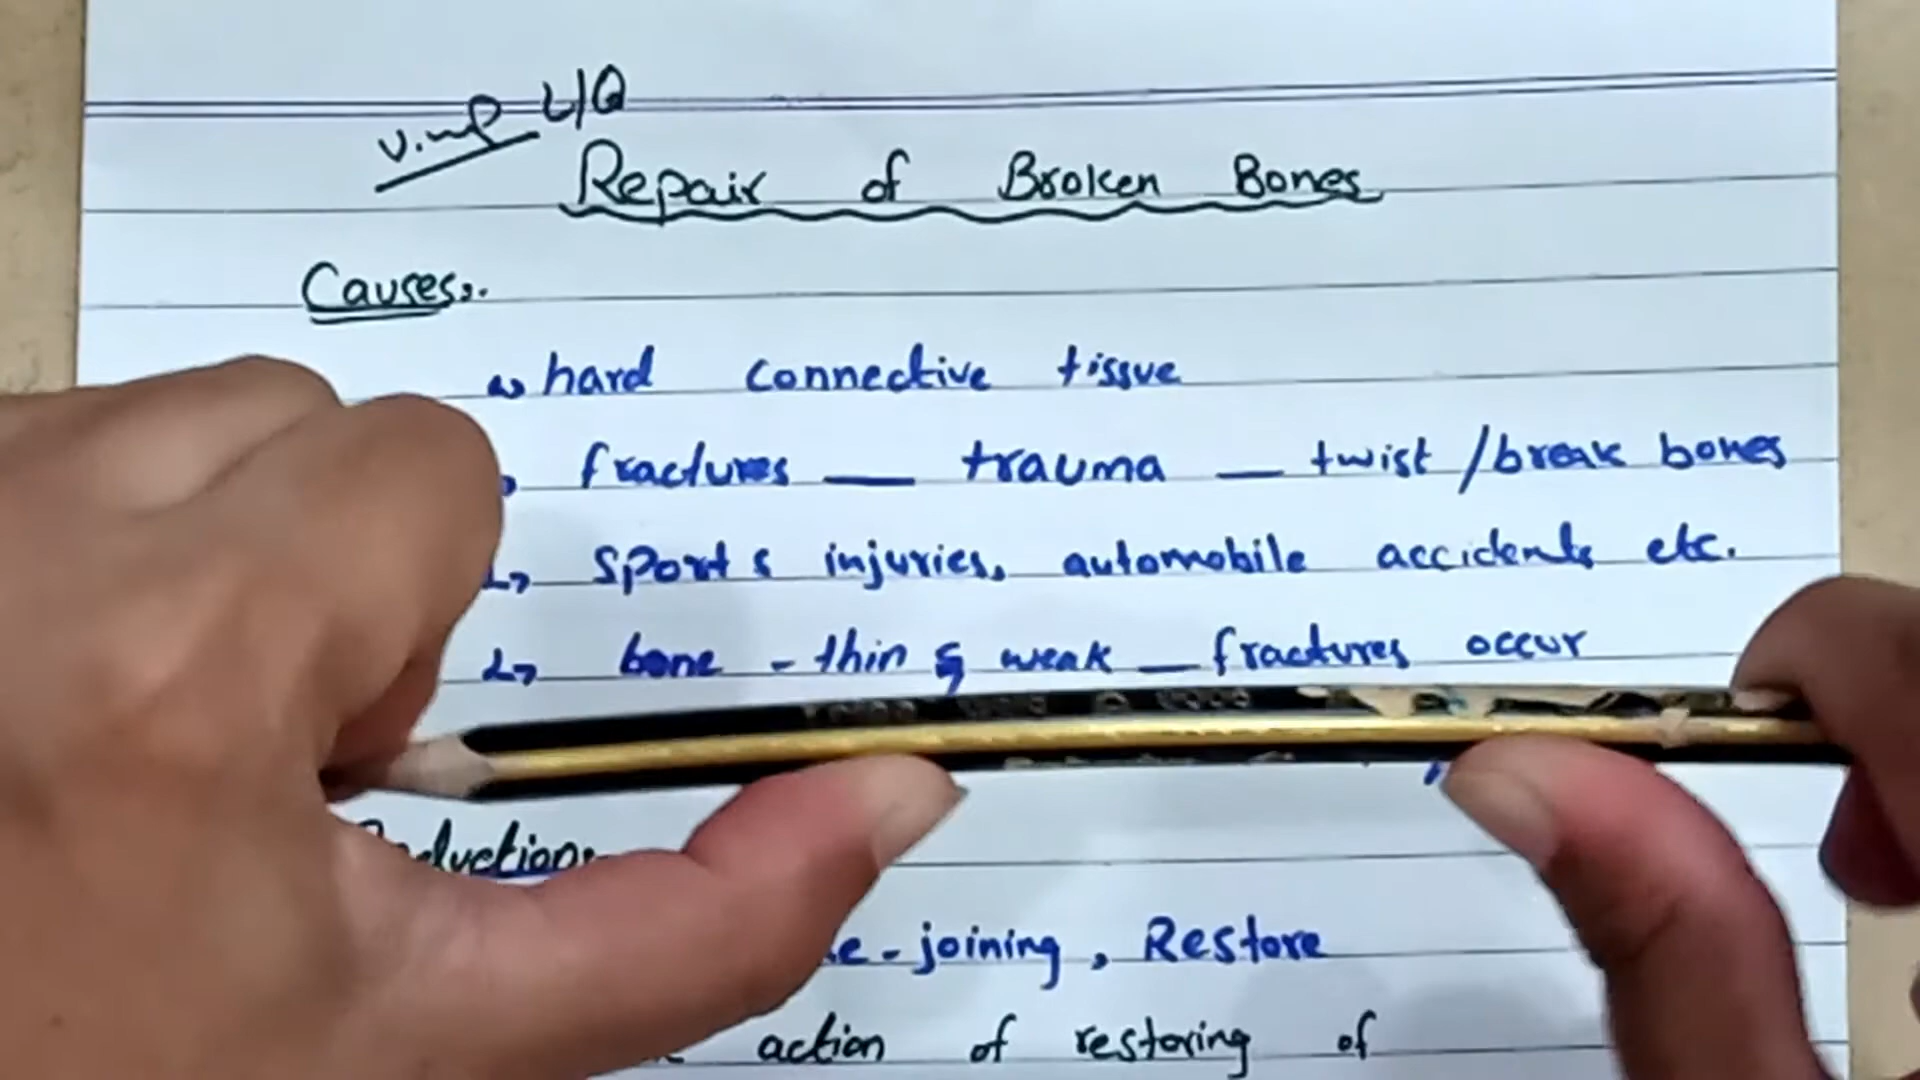 v.imp L/Q
Repair of Broken Bones
Causes:.
hard connective tissue
fractures — trauma — twist / break bones
sports injuries, automobile accidents etc.
bone - thin & weak — fractures occur
joining, Restore
action of restoring of